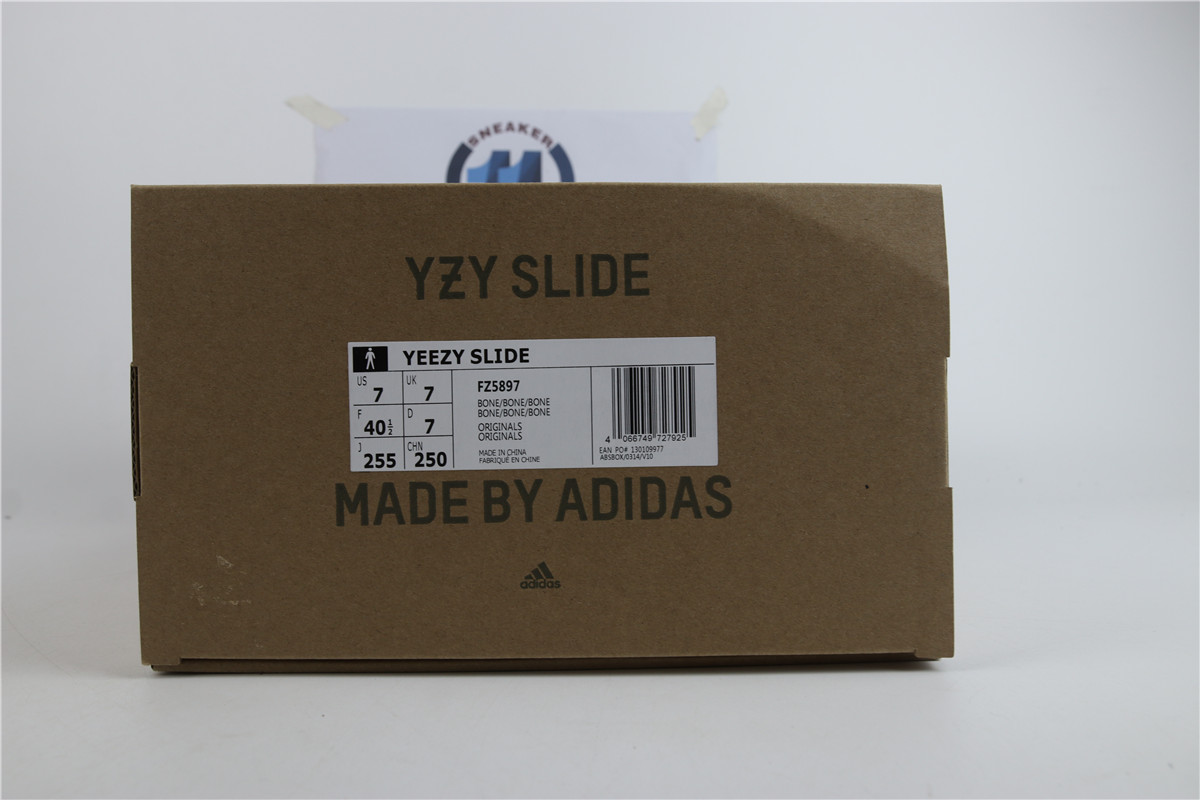 SNEAKER
11
YZY SLIDE
YEEZY SLIDE
US 7 UK 7
F 40½ D 7
J 255 CHN 250
FZ5897
BONE/BONE/BONE
BONE/BONE/BONE
ORIGINALS
ORIGINALS
MADE IN CHINA
FABRIQUÉ EN CHINE
4 066749 727925
EAN PO# 130109977
ABSBOX/0314/V10
MADE BY ADIDAS
adidas